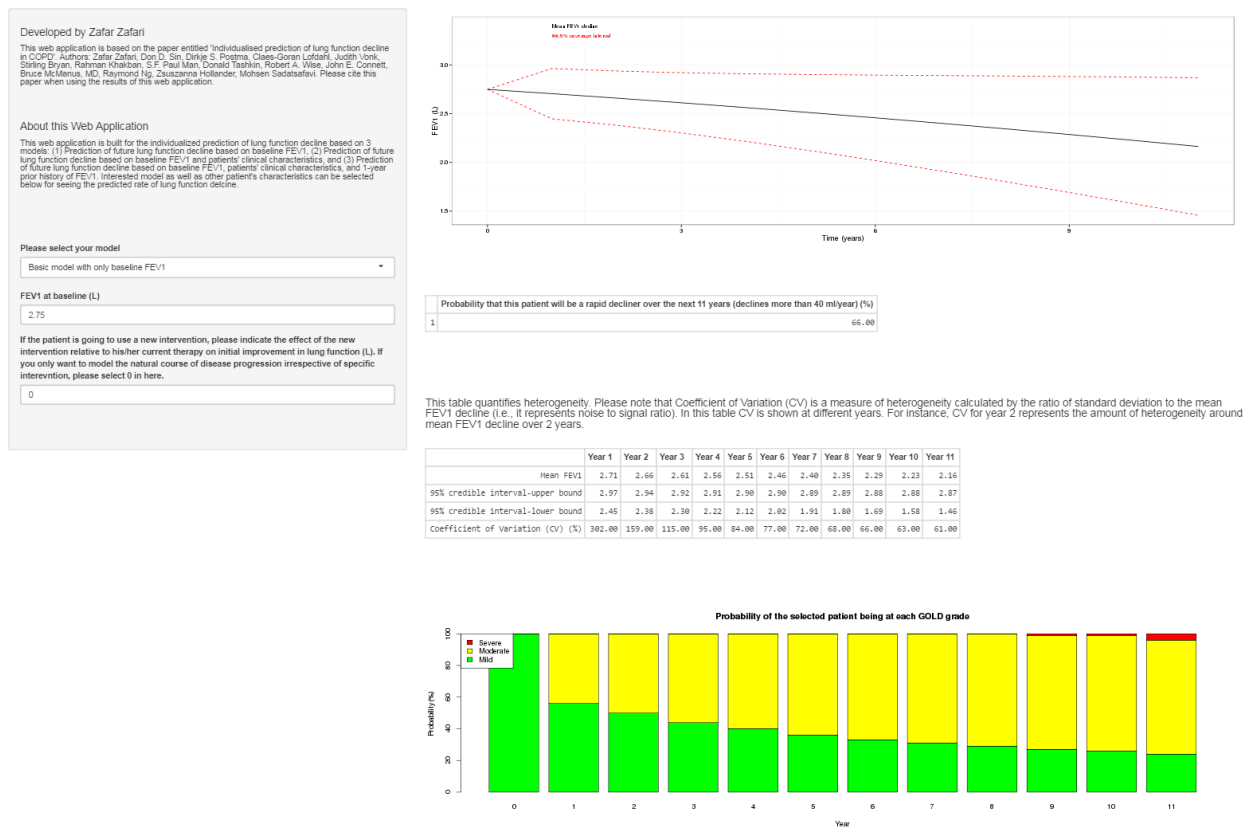 Developed by Zafar Zafari
This web application is based on the paper entitled 'Individualised prediction of lung function decline
in COPD'. Authors: Zafar Zafari, Don D. Sin, Dirkje S. Postma, Claes-Goran Lofdahl, Judith Vonk,
Stirling Bryan, Rahman Khakban, S.F. Paul Man, Donald Tashkin, Robert A. Wise, John E. Connett,
Bruce McManus, MD, Raymond Ng, Zsuszanna Hollander, Mohsen Sadatsafavi. Please cite this
paper when using the results of this web application.
About this Web Application
This web application is built for the individualized prediction of lung function decline based on 3
models: (1) Prediction of future lung function decline based on baseline FEV1, (2) Prediction of future
lung function decline based on baseline FEV1 and patients' clinical characteristics, and (3) Prediction
of future lung function decline based on baseline FEV1, patients' clinical characteristics, and 1-year
prior history of FEV1. Interested model as well as other patient's characteristics can be selected
below for seeing the predicted rate of lung function delcine.
Please select your model
Basic model with only baseline FEV1
FEV1 at baseline (L)
2.75
If the patient is going to use a new intervention, please indicate the effect of the new
intervention relative to his/her current therapy on initial improvement in lung function (L). If
you only want to model the natural course of disease progression irrespective of specific
interevntion, please select 0 in here.
0
Mean FEV1 decline
99.5% coverage interval
3.0
2.5
2.0
1.5
FEV1 (L)
0 3 6 9
Time (years)
Probability that this patient will be a rapid decliner over the next 11 years (declines more than 40 ml/year) (%)
1 66.00
This table quantifies heterogeneity. Please note that Coefficient of Variation (CV) is a measure of heterogeneity calculated by the ratio of standard deviation to the mean
FEV1 decline (i.e., it represents noise to signal ratio). In this table CV is shown at different years. For instance, CV for year 2 represents the amount of heterogeneity around
mean FEV1 decline over 2 years.
Year 1 Year 2 Year 3 Year 4 Year 5 Year 6 Year 7 Year 8 Year 9 Year 10 Year 11
Mean FEV1 2.71 2.66 2.61 2.56 2.51 2.46 2.40 2.35 2.29 2.23 2.16
95% credible interval-upper bound 2.97 2.94 2.92 2.91 2.90 2.90 2.89 2.89 2.88 2.88 2.87
95% credible interval-lower bound 2.45 2.38 2.30 2.22 2.12 2.02 1.91 1.80 1.69 1.58 1.46
Coefficient of Variation (CV) (%) 302.00 159.00 115.00 95.00 84.00 77.00 72.00 68.00 66.00 63.00 61.00
Probability of the selected patient being at each GOLD grade
Severe
Moderate
Mild
100
80
60
40
20
0
Probability (%)
0 1 2 3 4 5 6 7 8 9 10 11
Year